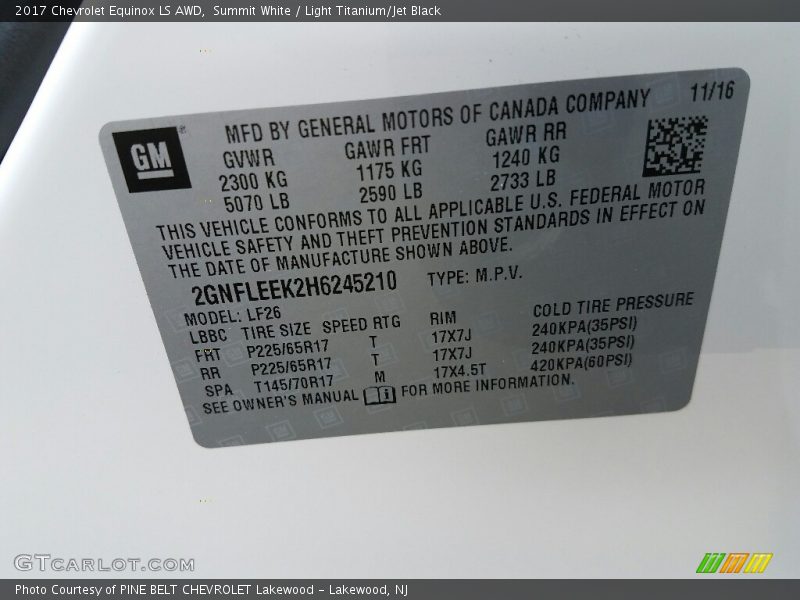 2017 Chevrolet Equinox LS AWD, Summit White / Light Titanium/Jet Black
GM®
MFD BY GENERAL MOTORS OF CANADA COMPANY 11/16
GVWR GAWR FRT GAWR RR
2300 KG 1175 KG 1240 KG
5070 LB 2590 LB 2733 LB
THIS VEHICLE CONFORMS TO ALL APPLICABLE U.S. FEDERAL MOTOR
VEHICLE SAFETY AND THEFT PREVENTION STANDARDS IN EFFECT ON
THE DATE OF MANUFACTURE SHOWN ABOVE.
2GNFLEEK2H6245210 TYPE: M.P.V.
MODEL: LF26
LBBC TIRE SIZE SPEED RTG RIM COLD TIRE PRESSURE
FRT P225/65R17 T 17X7J 240KPA(35PSI)
RR P225/65R17 T 17X7J 240KPA(35PSI)
SPA T145/70R17 M 17X4.5T 420KPA(60PSI)
SEE OWNER'S MANUAL FOR MORE INFORMATION.
GTCARLOT.COM
Photo Courtesy of PINE BELT CHEVROLET Lakewood - Lakewood, NJ